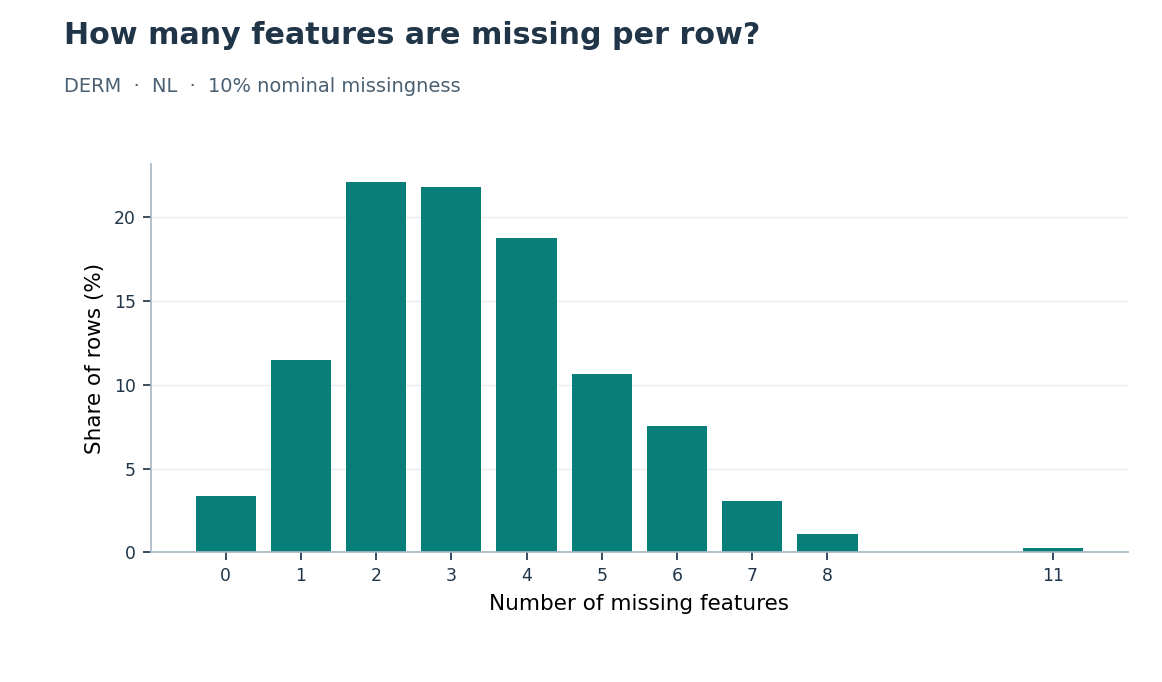 How many features are missing per row?
DERM · NL · 10% nominal missingness
20
15
10
5
0
Share of rows (%)
0 1 2 3 4 5 6 7 8 11
Number of missing features